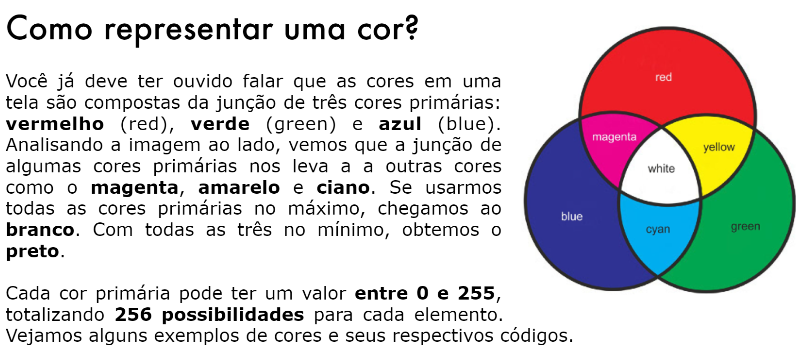 Como representar uma cor?
Você já deve ter ouvido falar que as cores em uma
tela são compostas da junção de três cores primárias:
vermelho (red), verde (green) e azul (blue).
Analisando a imagem ao lado, vemos que a junção de
algumas cores primárias nos leva a a outras cores
como o magenta, amarelo e ciano. Se usarmos
todas as cores primárias no máximo, chegamos ao
branco. Com todas as três no mínimo, obtemos o
preto.
Cada cor primária pode ter um valor entre 0 e 255,
totalizando 256 possibilidades para cada elemento.
Vejamos alguns exemplos de cores e seus respectivos códigos.
red
magenta
yellow
white
blue
cyan
green